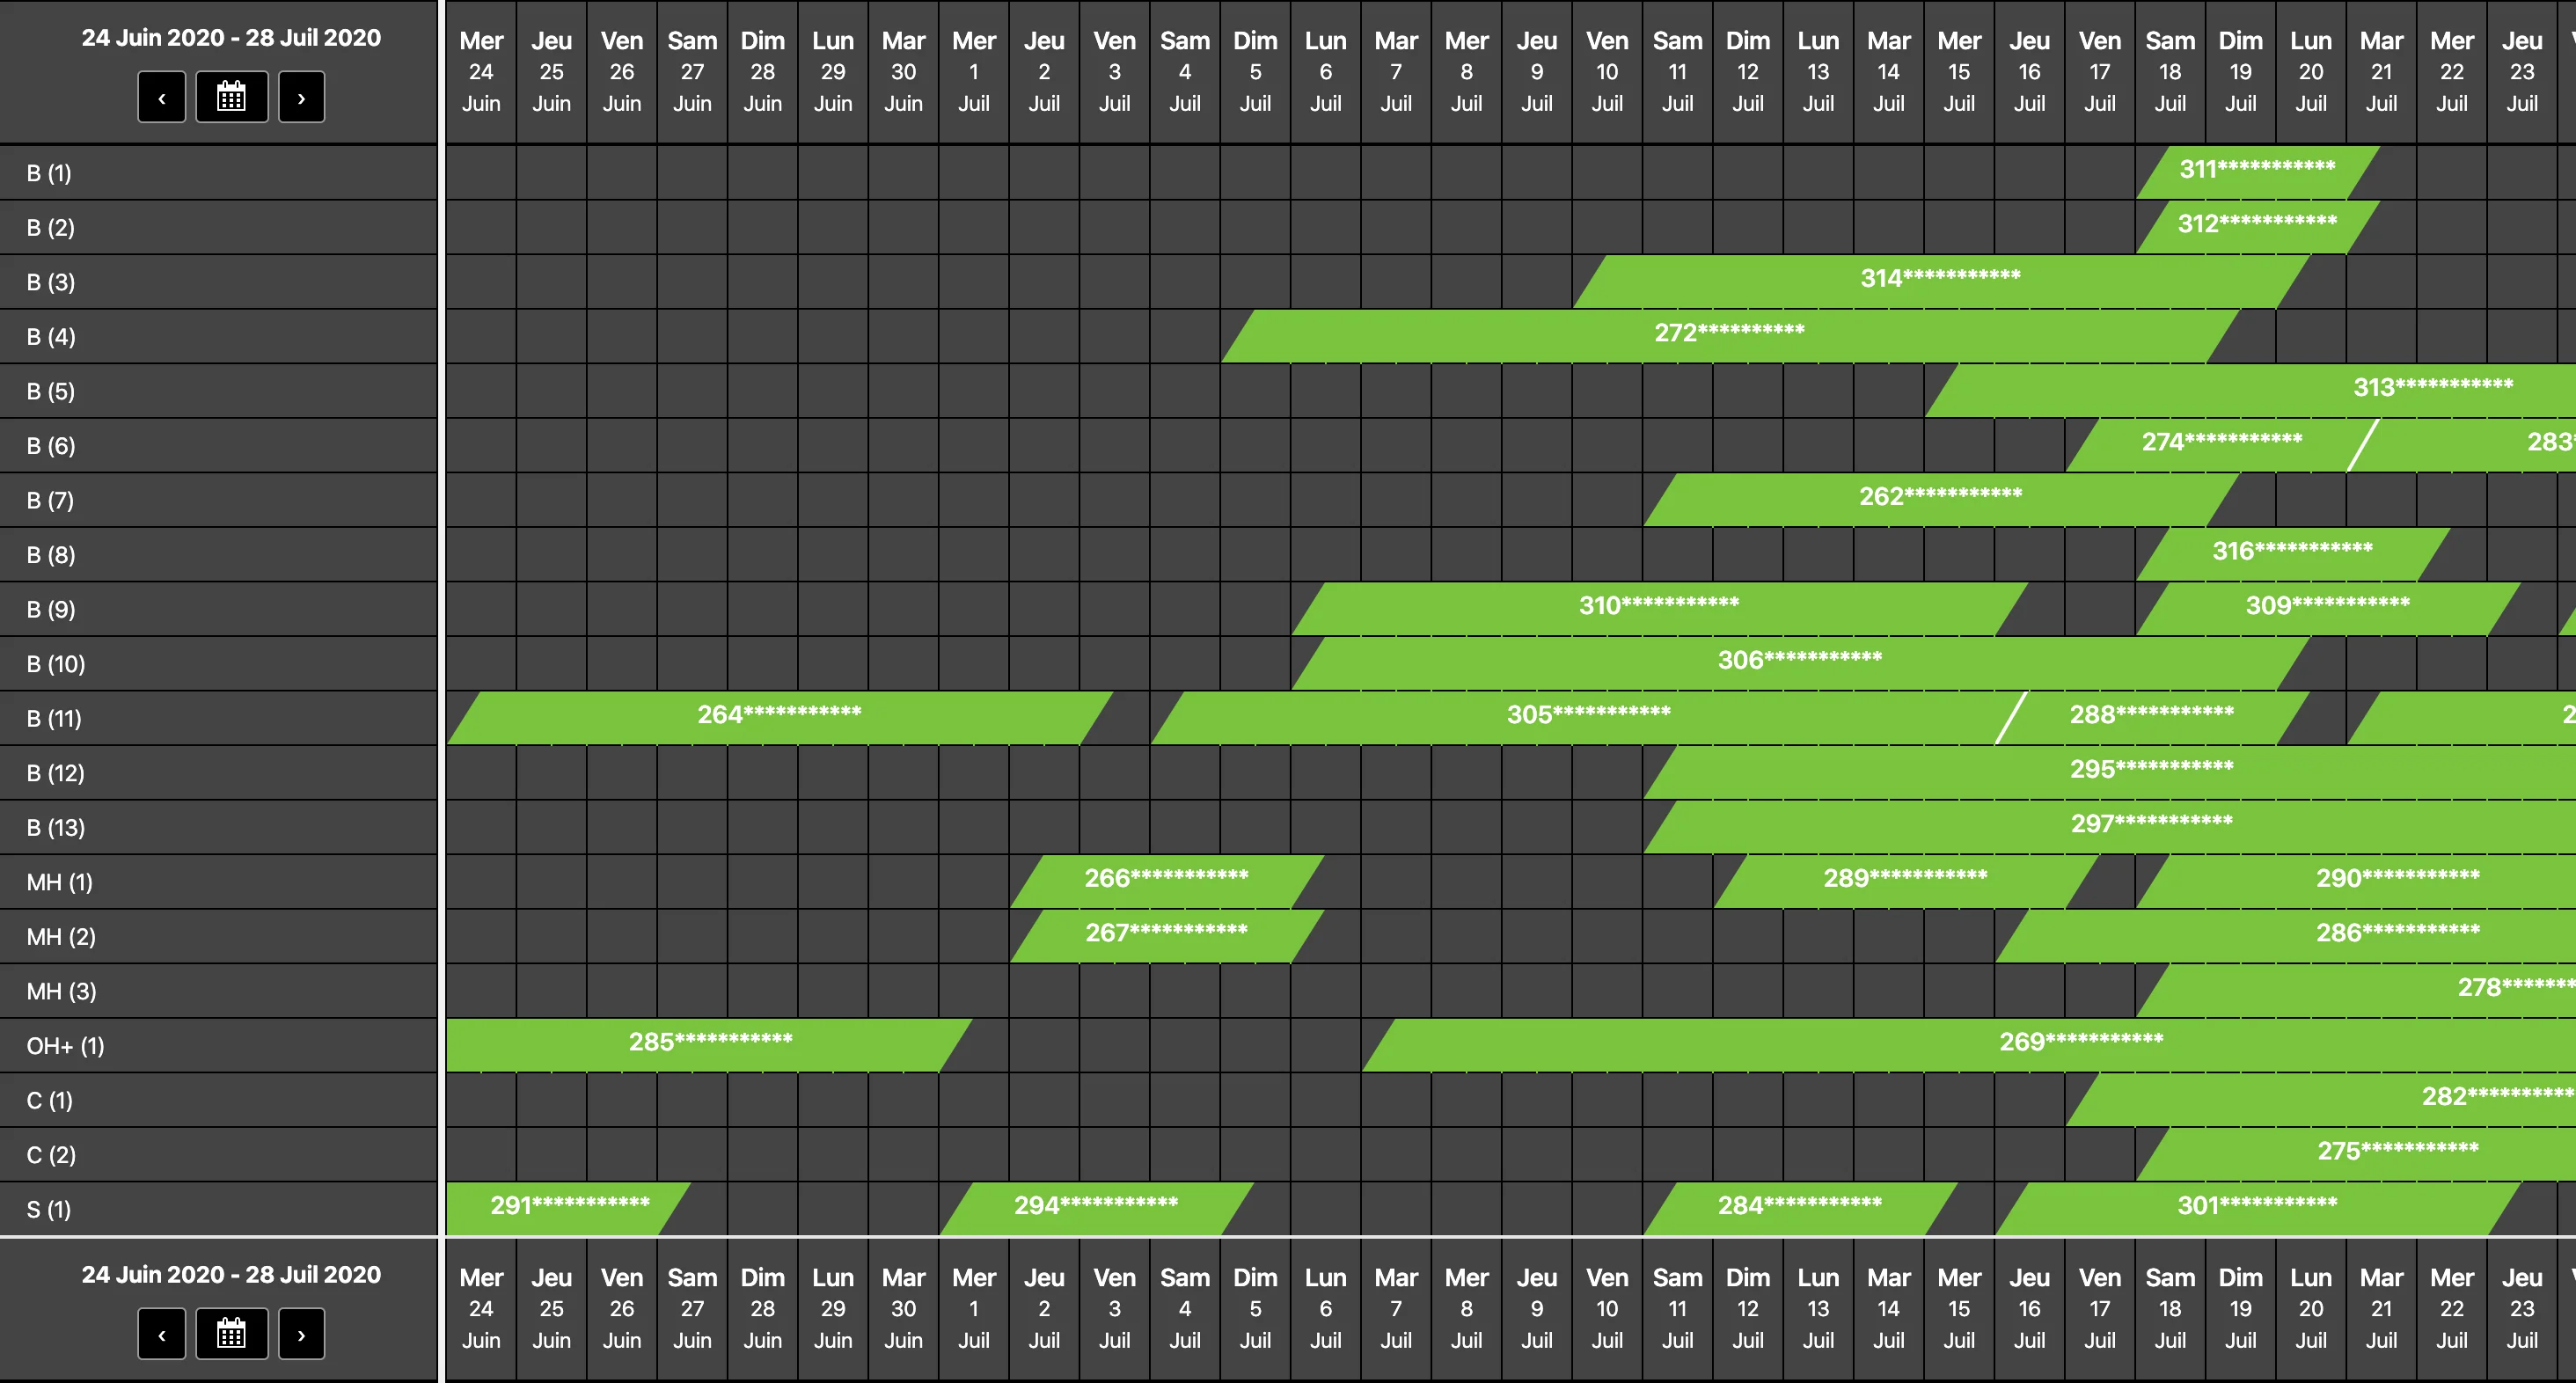 24 Juin 2020 - 28 Juil 2020
Mer Jeu Ven Sam Dim Lun Mar Mer Jeu Ven Sam Dim Lun Mar Mer Jeu Ven Sam Dim Lun Mar Mer Jeu Ven Sam Dim Lun Mar Mer Jeu
24 25 26 27 28 29 30 1 2 3 4 5 6 7 8 9 10 11 12 13 14 15 16 17 18 19 20 21 22 23
Juin Juin Juin Juin Juin Juin Juin Juil Juil Juil Juil Juil Juil Juil Juil Juil Juil Juil Juil Juil Juil Juil Juil Juil Juil Juil Juil Juil Juil Juil
‹ ›
B (1) 311***********
B (2) 312***********
B (3) 314***********
B (4) 272**********
B (5) 313***********
B (6) 274*********** 283*
B (7) 262***********
B (8) 316***********
B (9) 310*********** 309***********
B (10) 306***********
B (11) 264*********** 305*********** 288*********** 2
B (12) 295***********
B (13) 297***********
MH (1) 266*********** 289*********** 290***********
MH (2) 267*********** 286***********
MH (3) 278*******
OH+ (1) 285*********** 269***********
C (1) 282**********
C (2) 275***********
S (1) 291*********** 294*********** 284*********** 301***********
24 Juin 2020 - 28 Juil 2020
Mer Jeu Ven Sam Dim Lun Mar Mer Jeu Ven Sam Dim Lun Mar Mer Jeu Ven Sam Dim Lun Mar Mer Jeu Ven Sam Dim Lun Mar Mer Jeu
24 25 26 27 28 29 30 1 2 3 4 5 6 7 8 9 10 11 12 13 14 15 16 17 18 19 20 21 22 23
Juin Juin Juin Juin Juin Juin Juin Juil Juil Juil Juil Juil Juil Juil Juil Juil Juil Juil Juil Juil Juil Juil Juil Juil Juil Juil Juil Juil Juil Juil
‹ ›